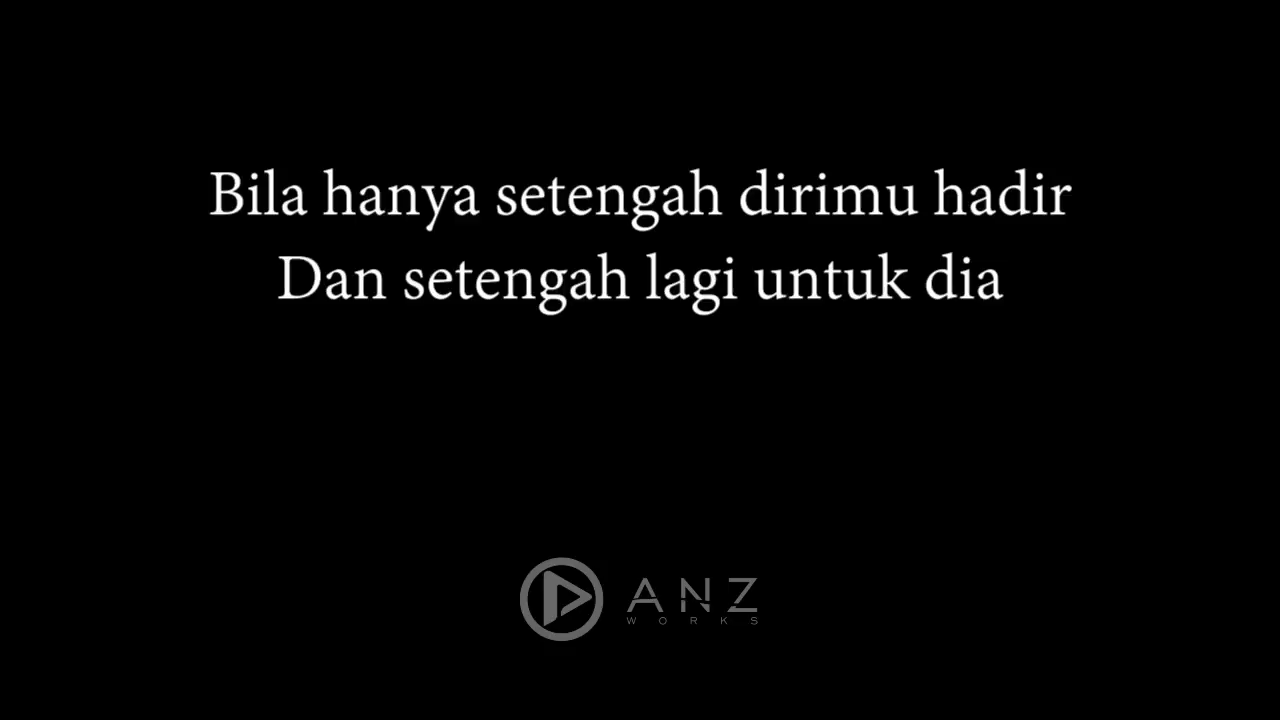 Bila hanya setengah dirimu hadir
Dan setengah lagi untuk dia
ANZ
WORKS